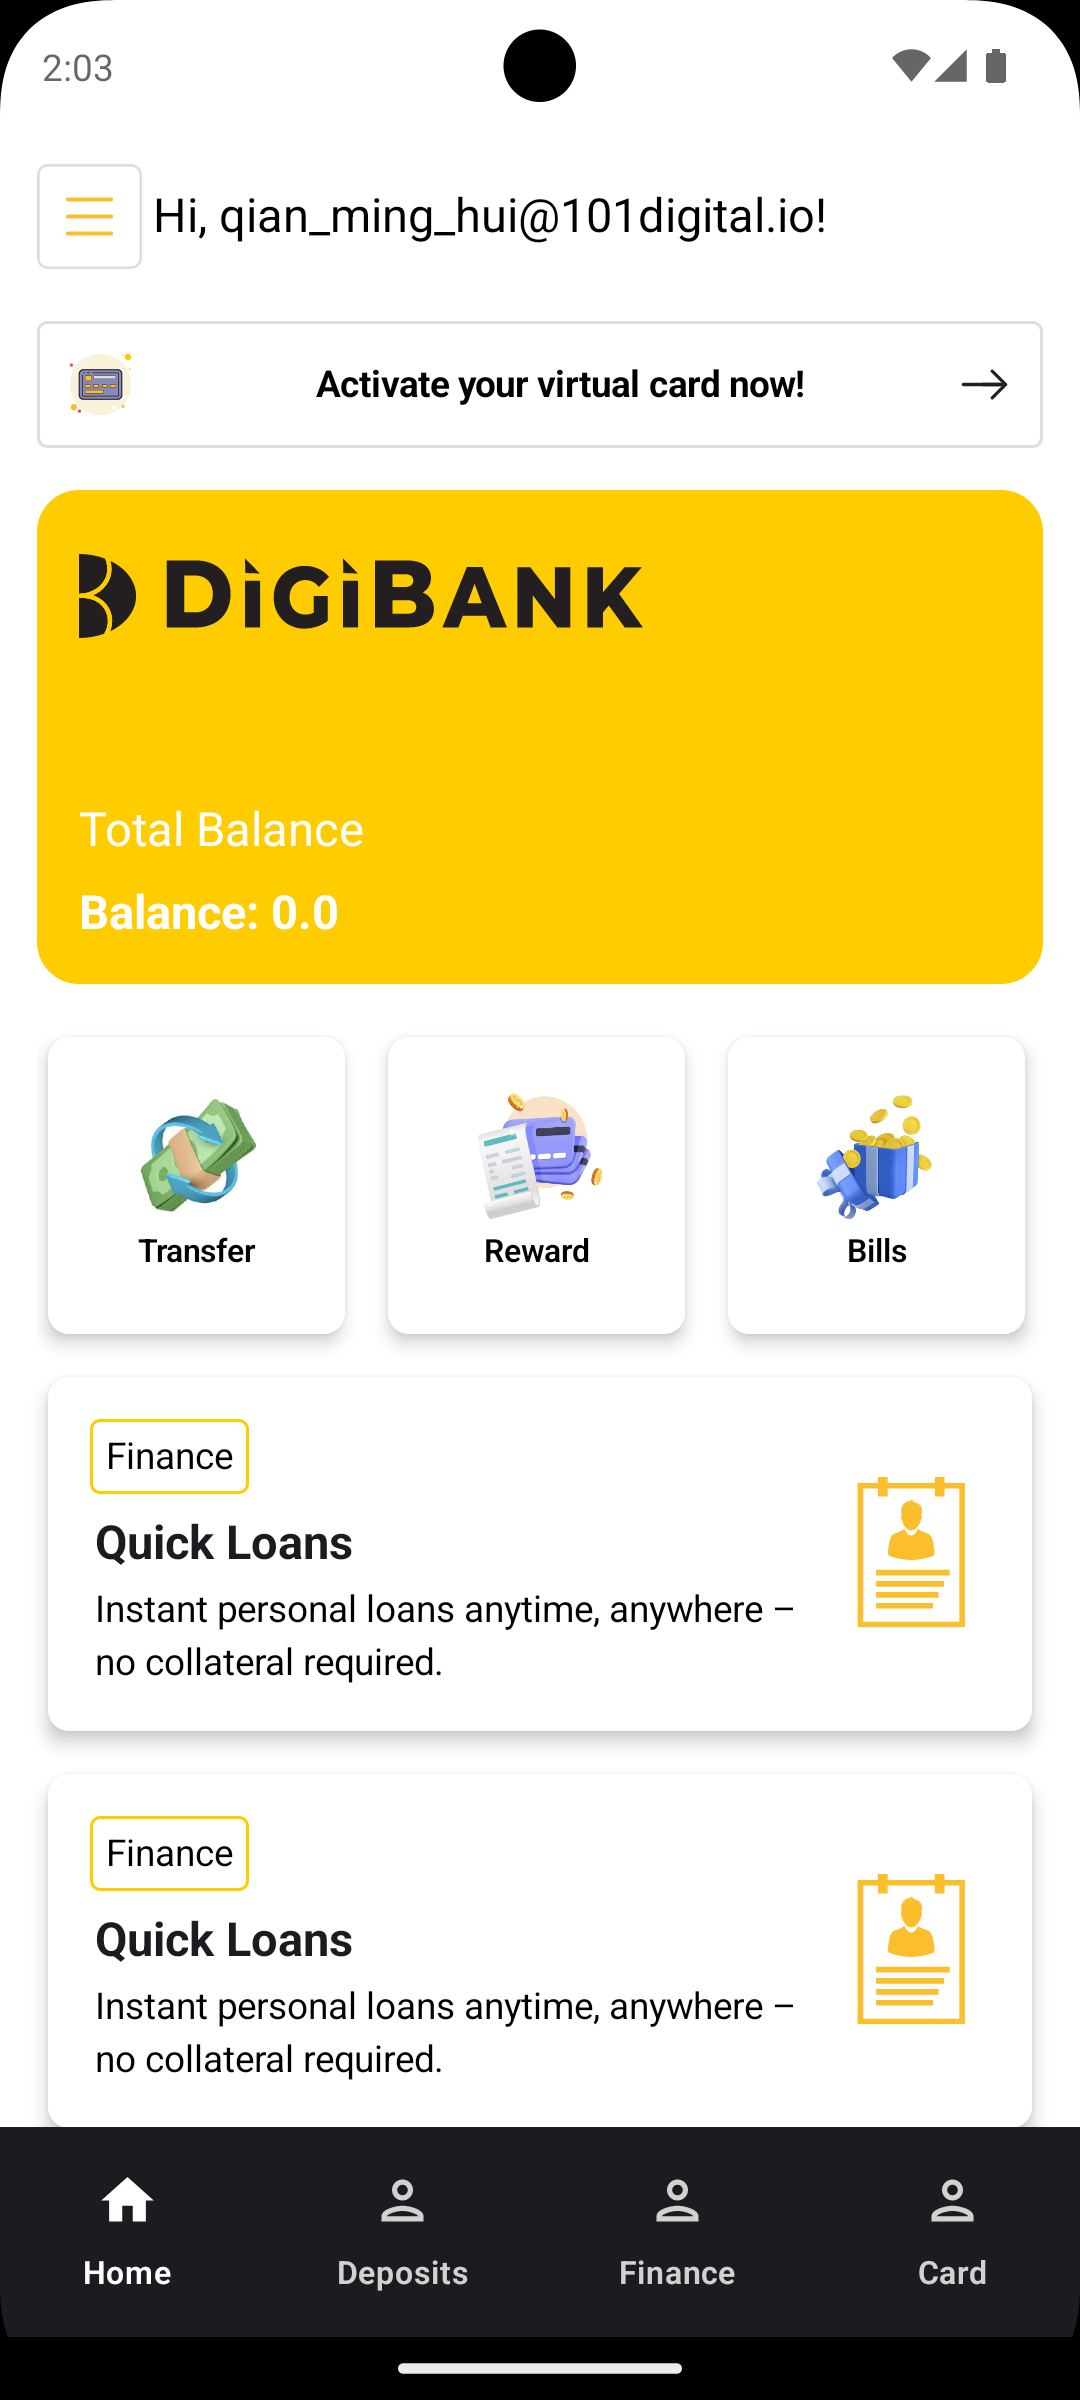 2:03
Hi, qian_ming_hui@101digital.io!
Activate your virtual card now!
DiGiBANK
Total Balance
Balance: 0.0
Transfer
Reward
Bills
Finance
Quick Loans
Instant personal loans anytime, anywhere –
no collateral required.
Finance
Quick Loans
Instant personal loans anytime, anywhere –
no collateral required.
Home
Deposits
Finance
Card